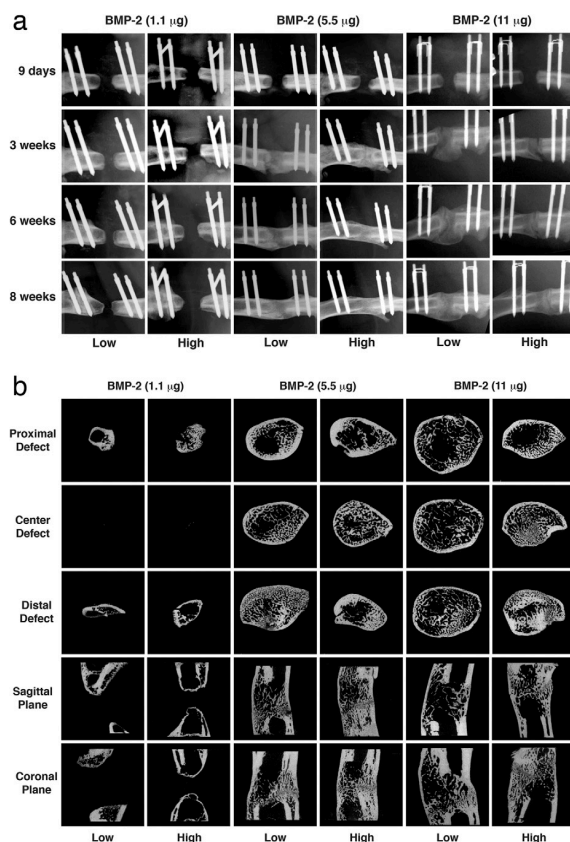 a
BMP-2 (1.1 µg) BMP-2 (5.5 µg) BMP-2 (11 µg)
9 days
3 weeks
6 weeks
8 weeks
Low High Low High Low High
b
BMP-2 (1.1 µg) BMP-2 (5.5 µg) BMP-2 (11 µg)
Proximal
Defect
Center
Defect
Distal
Defect
Sagittal
Plane
Coronal
Plane
Low High Low High Low High